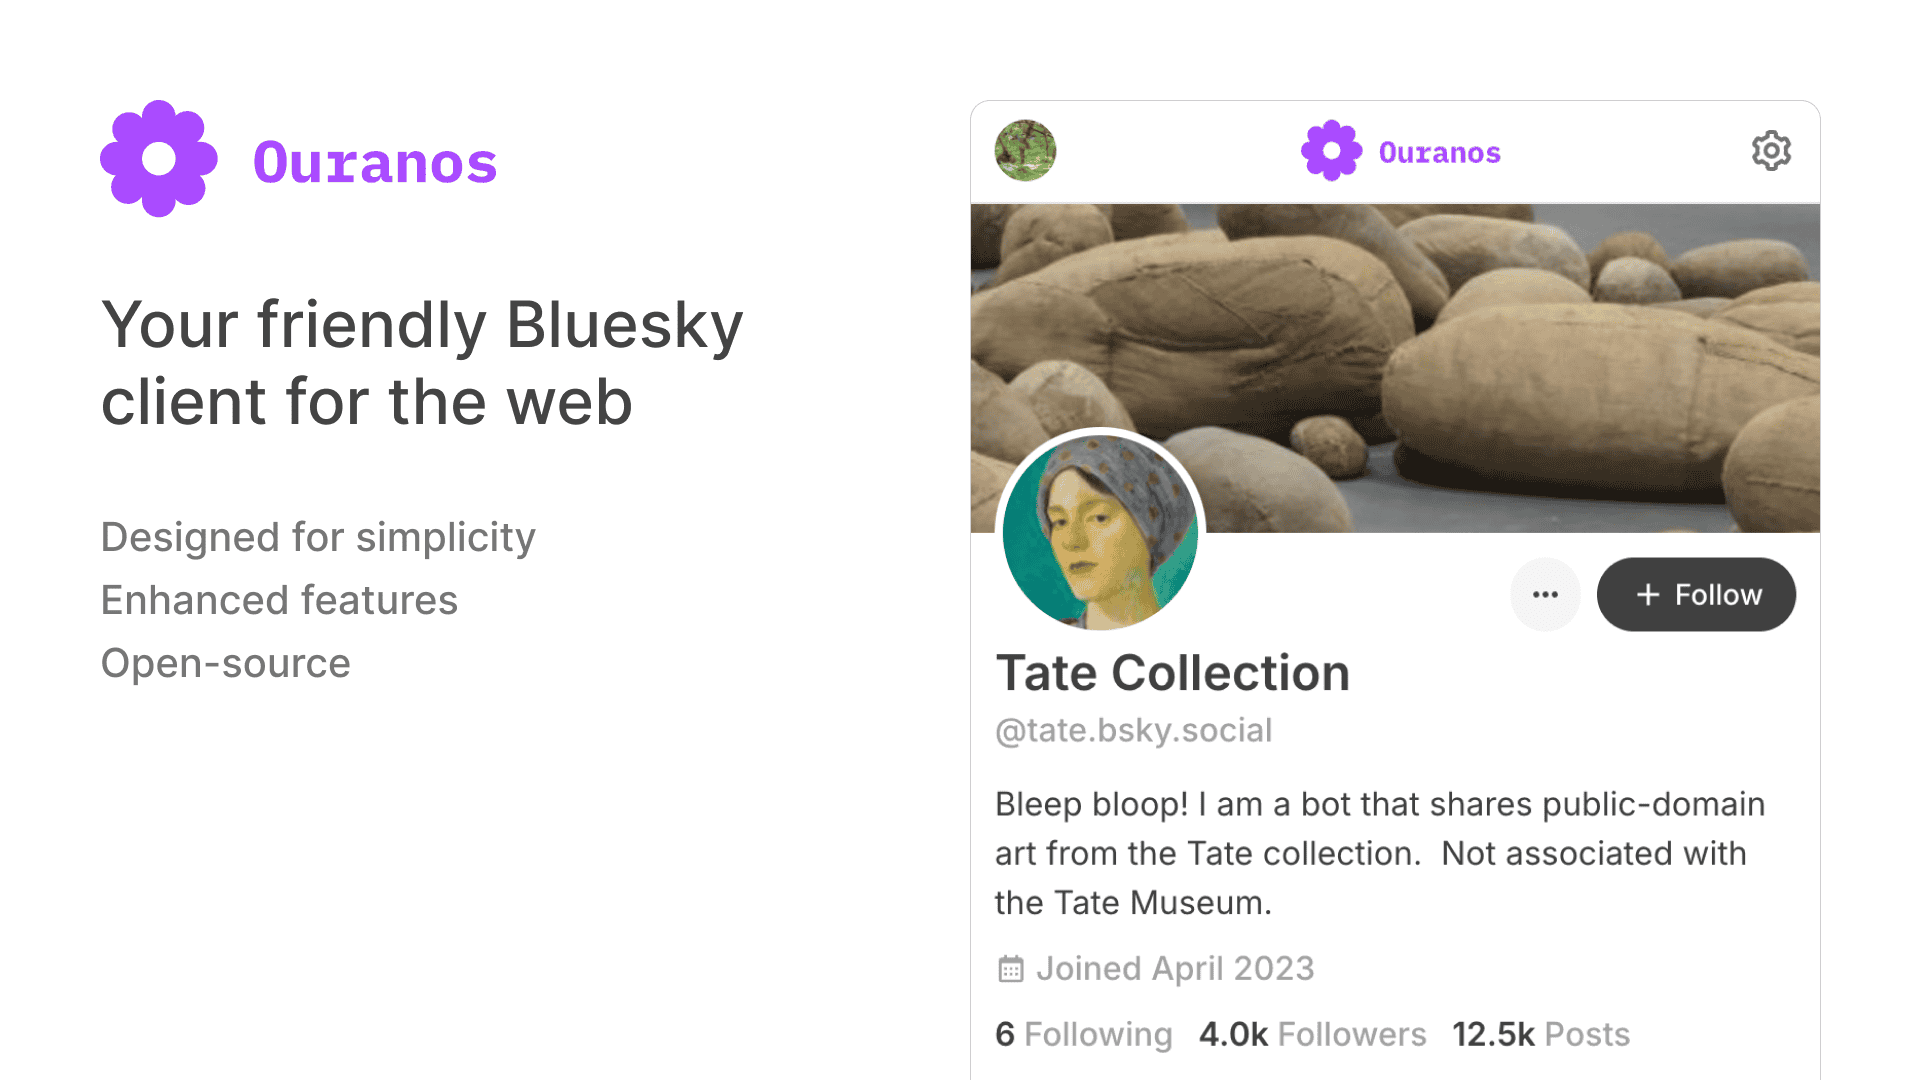 Ouranos
Your friendly Bluesky
client for the web
Designed for simplicity
Enhanced features
Open-source
Ouranos
+ Follow
Tate Collection
@tate.bsky.social
Bleep bloop! I am a bot that shares public-domain
art from the Tate collection.  Not associated with
the Tate Museum.
Joined April 2023
6 Following 4.0k Followers 12.5k Posts